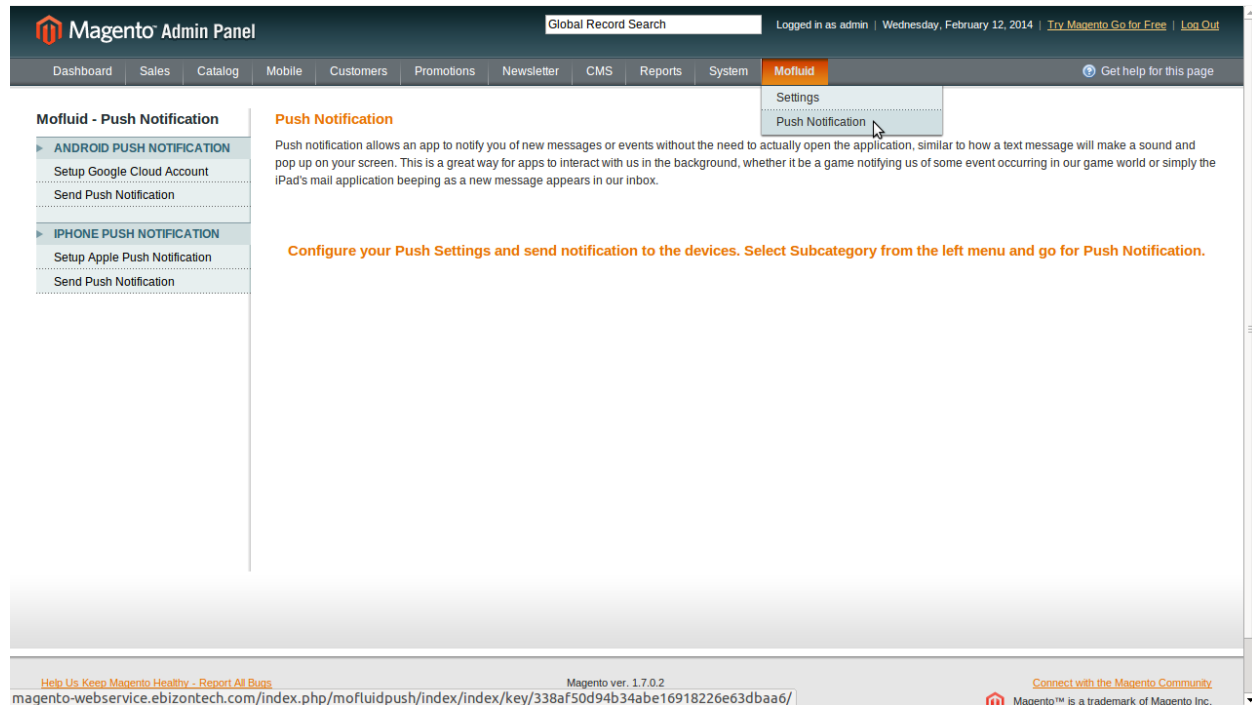 Magento Admin Panel
Global Record Search
Logged in as admin | Wednesday, February 12, 2014 | Try Magento Go for Free | Log Out
Dashboard Sales Catalog Mobile Customers Promotions Newsletter CMS Reports System Mofluid Get help for this page
Settings
Push Notification
Mofluid - Push Notification
ANDROID PUSH NOTIFICATION
Setup Google Cloud Account
Send Push Notification
IPHONE PUSH NOTIFICATION
Setup Apple Push Notification
Send Push Notification
Push Notification
Push notification allows an app to notify you of new messages or events without the need to actually open the application, similar to how a text message will make a sound and
pop up on your screen. This is a great way for apps to interact with us in the background, whether it be a game notifying us of some event occurring in our game world or simply the
iPad's mail application beeping as a new message appears in our inbox.
Configure your Push Settings and send notification to the devices. Select Subcategory from the left menu and go for Push Notification.
Help Us Keep Magento Healthy - Report All Bugs
Magento ver. 1.7.0.2
Connect with the Magento Community
magento-webservice.ebizontech.com/index.php/mofluidpush/index/index/key/338af50d94b34abe16918226e63dbaa6/
Magento™ is a trademark of Magento Inc.